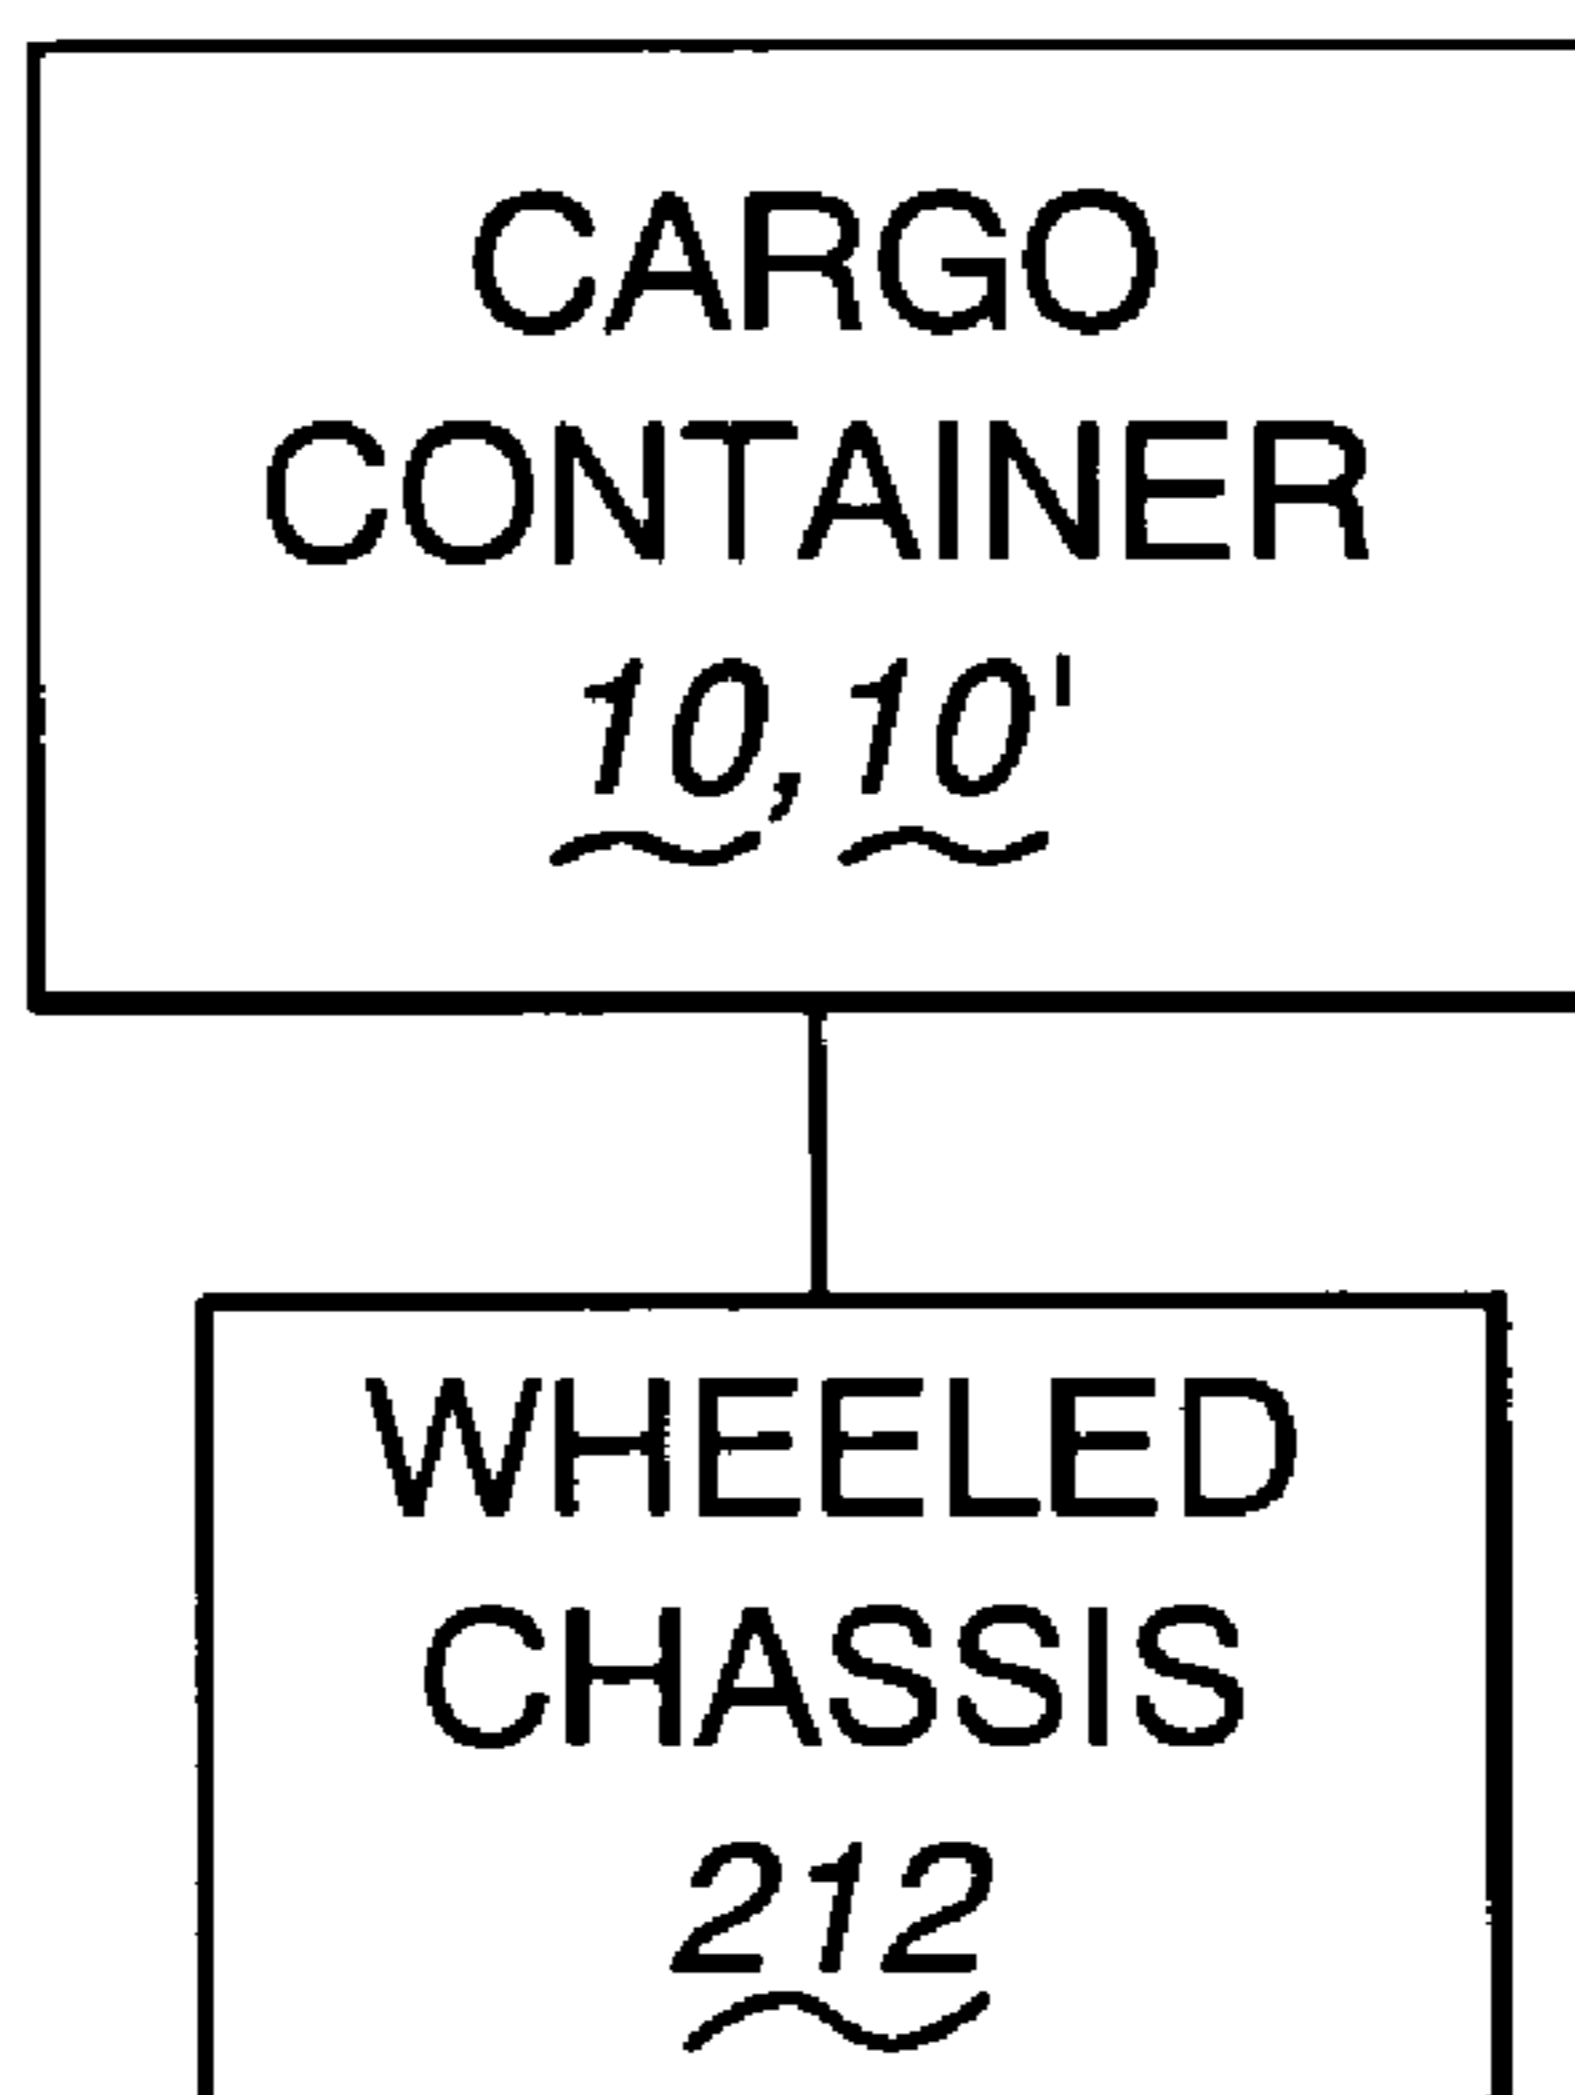 CARGO
CONTAINER
10,10'
WHEELED
CHASSIS
212